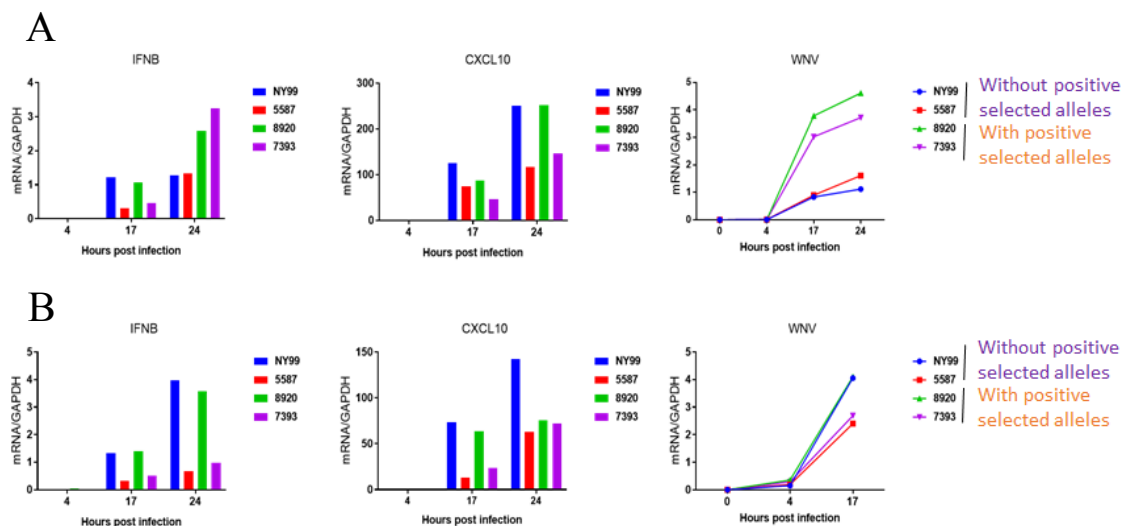 A
IFNB
mRNA/GAPDH
4
3
2
1
0
4 17 24
Hours post infection
NY99
5587
8920
7393
CXCL10
mRNA/GAPDH
300
200
100
0
4 17 24
Hours post infection
NY99
5587
8920
7393
WNV
mRNA/GAPDH
5
4
3
2
1
0
0 4 17 24
Hours post infection
NY99
5587
8920
7393
Without positive
selected alleles
With positive
selected alleles
B
IFNB
mRNA/GAPDH
5
4
3
2
1
0
4 17 24
Hours post infection
NY99
5587
8920
7393
CXCL10
mRNA/GAPDH
150
100
50
0
4 17 24
Hours post infection
NY99
5587
8920
7393
WNV
mRNA/GAPDH
5
4
3
2
1
0
0 4 17
Hours post infection
NY99
5587
8920
7393
Without positive
selected alleles
With positive
selected alleles